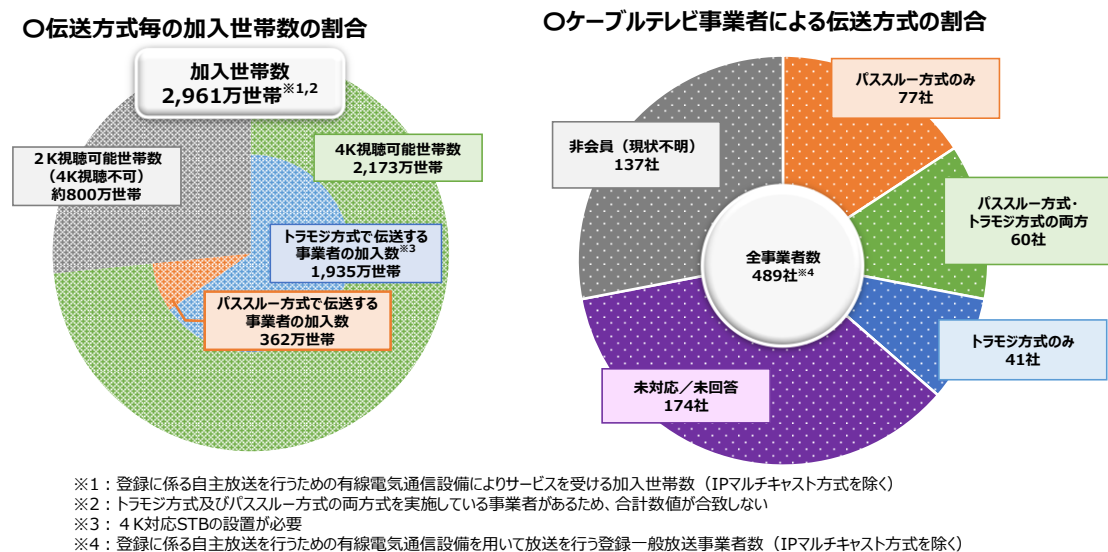 〇伝送方式毎の加入世帯数の割合
加入世帯数
2,961万世帯※1,2
2K視聴可能世帯数
（4K視聴不可）
約800万世帯
4K視聴可能世帯数
2,173万世帯
トラモジ方式で伝送する
事業者の加入数※3
1,935万世帯
パススルー方式で伝送する
事業者の加入数
362万世帯
〇ケーブルテレビ事業者による伝送方式の割合
パススルー方式のみ
77社
非会員（現状不明）
137社
パススルー方式・
トラモジ方式の両方
60社
全事業者数
489社※4
トラモジ方式のみ
41社
未対応／未回答
174社
※1：登録に係る自主放送を行うための有線電気通信設備によりサービスを受ける加入世帯数（IPマルチキャスト方式を除く）
※2：トラモジ方式及びパススルー方式の両方式を実施している事業者があるため、合計数値が合致しない
※3：４K対応STBの設置が必要
※4：登録に係る自主放送を行うための有線電気通信設備を用いて放送を行う登録一般放送事業者数（IPマルチキャスト方式を除く）